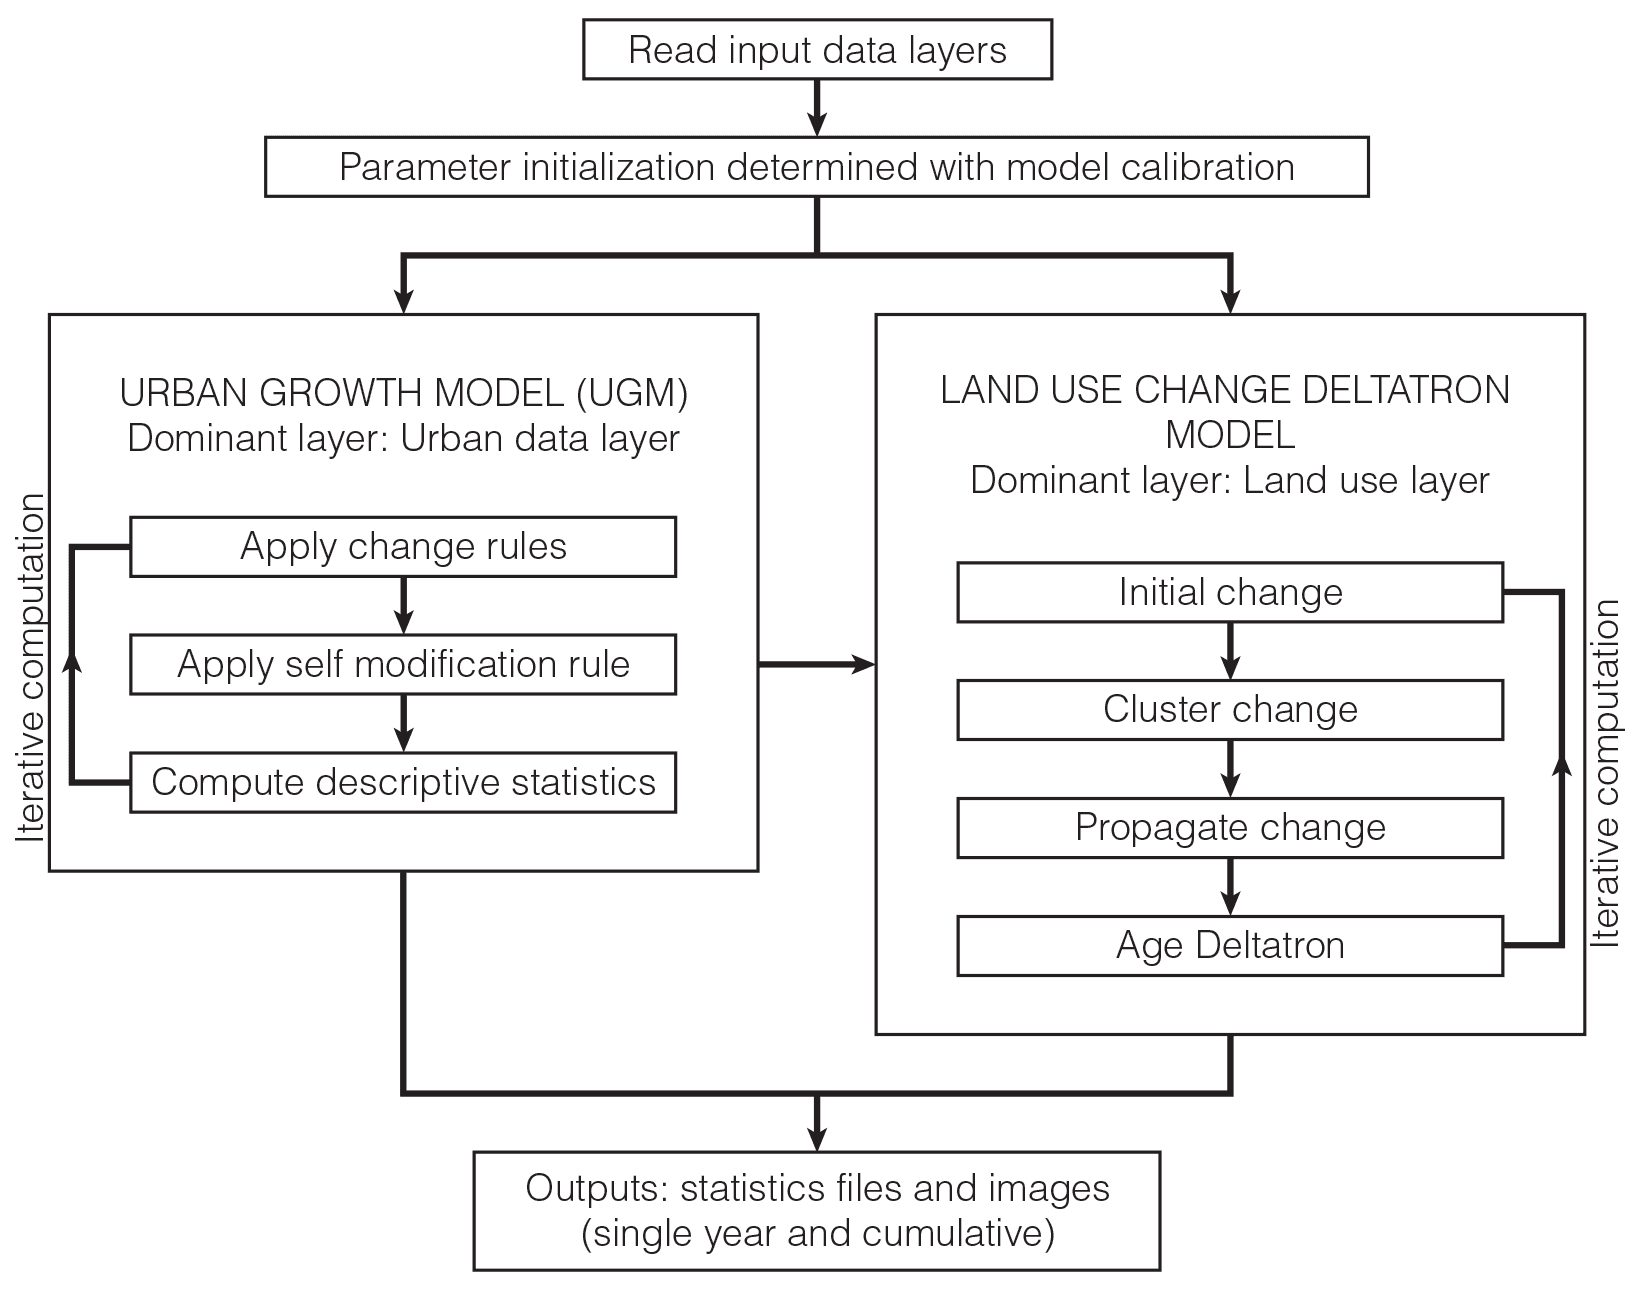 Read input data layers
Parameter initialization determined with model calibration
URBAN GROWTH MODEL (UGM)
Dominant layer: Urban data layer
Iterative computation
Apply change rules
Apply self modification rule
Compute descriptive statistics
LAND USE CHANGE DELTATRON
MODEL
Dominant layer: Land use layer
Initial change
Cluster change
Propagate change
Age Deltatron
Iterative computation
Outputs: statistics files and images
(single year and cumulative)